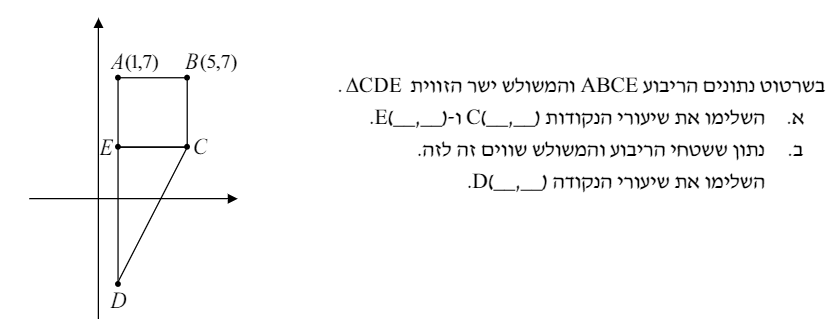 בשרטוט נתונים הריבוע ABCE והמשולש ישר הזווית ΔCDE .
א. השלימו את שיעורי הנקודות C(__,__) ו-E(__,__).
ב. נתון ששטחי הריבוע והמשולש שווים זה לזה.
השלימו את שיעורי הנקודה D(__,__).
A(1,7) B(5,7)
E C
D